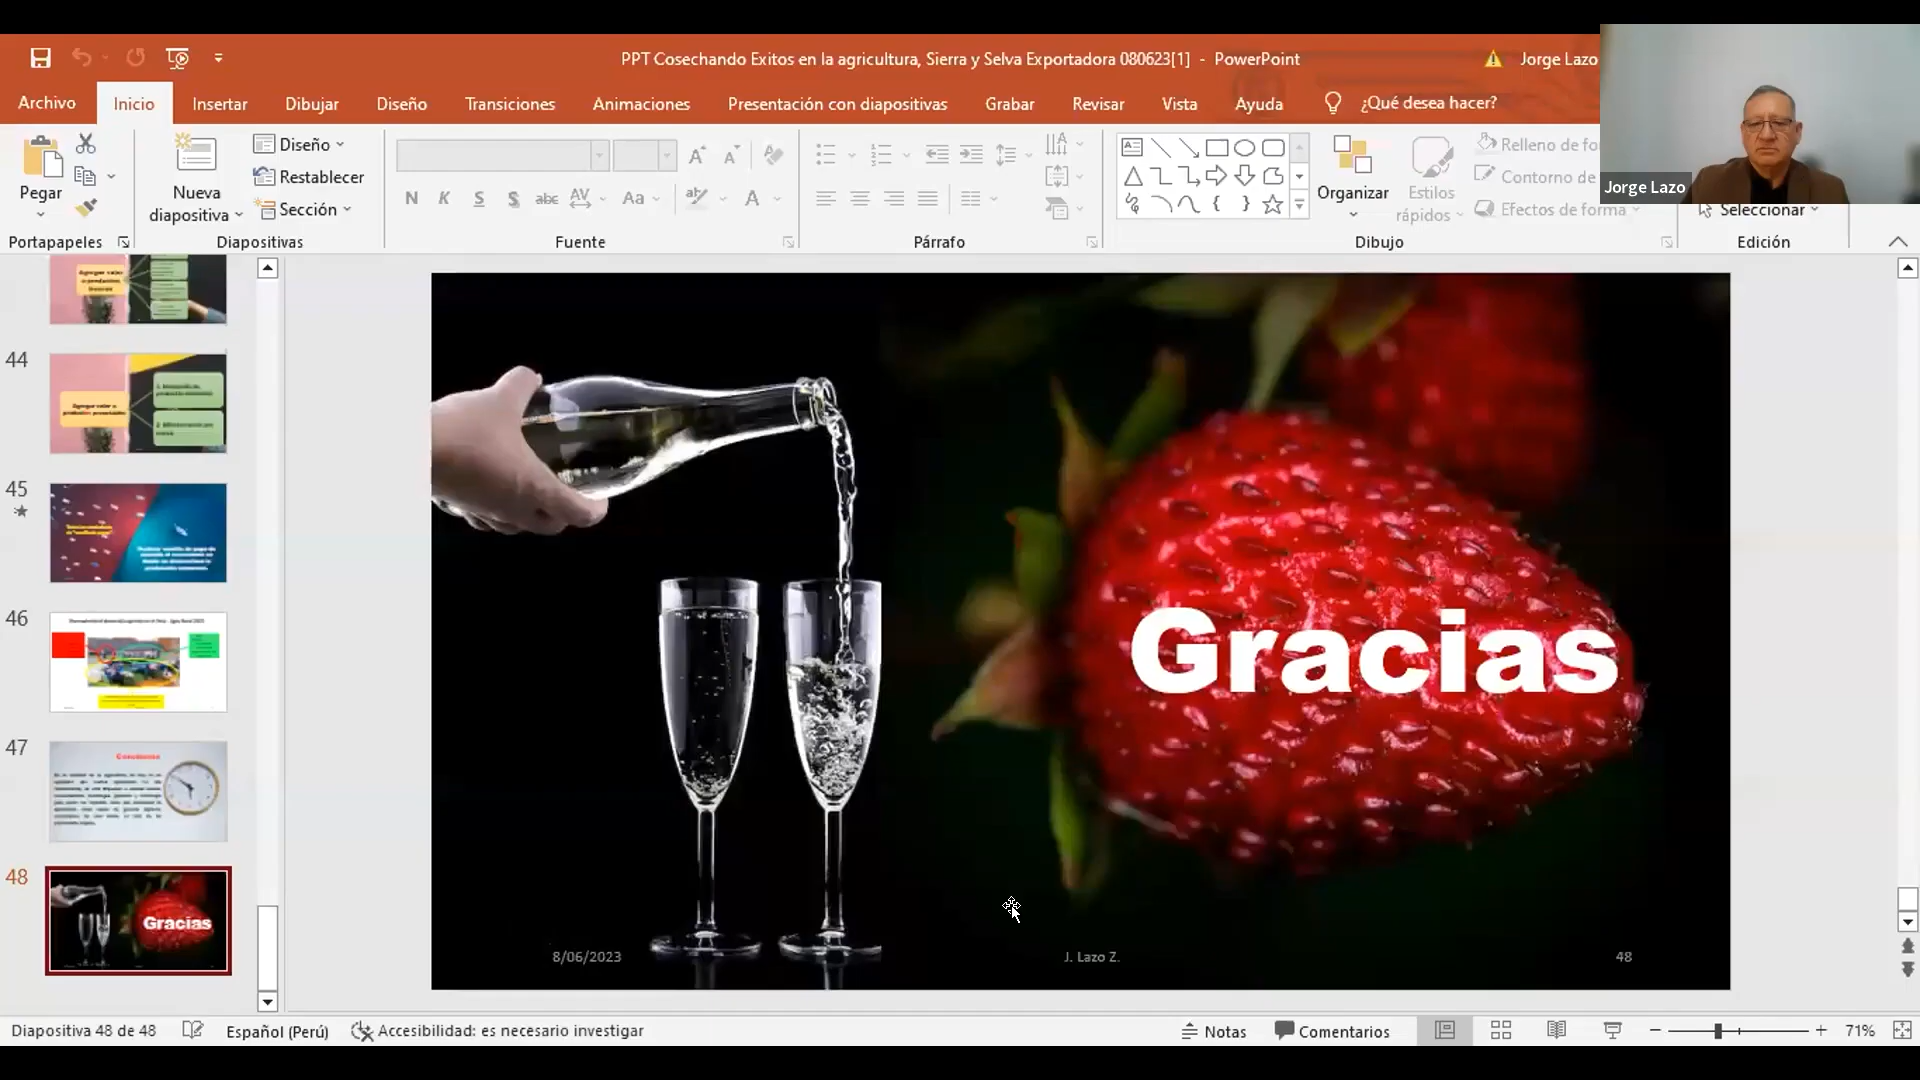 PPT Cosechando Exitos en la agricultura, Sierra y Selva Exportadora 080623[1] - PowerPoint
Jorge Lazo
Archivo Inicio Insertar Dibujar Diseño Transiciones Animaciones Presentación con diapositivas Grabar Revisar Vista Ayuda ¿Qué desea hacer?
Pegar
Nueva diapositiva
Diseño
Restablecer
Sección
N K S S abc AV Aa A
Organizar
Estilos rápidos
Relleno de fo
Contorno de
Efectos de forma
Jorge Lazo
Seleccionar
Portapapeles Diapositivas Fuente Párrafo Dibujo Edición
44
45
46
47
Conclusiones
48
Gracias
Gracias
8/06/2023 J. Lazo Z. 48
Diapositiva 48 de 48 Español (Perú) Accesibilidad: es necesario investigar Notas Comentarios 71%